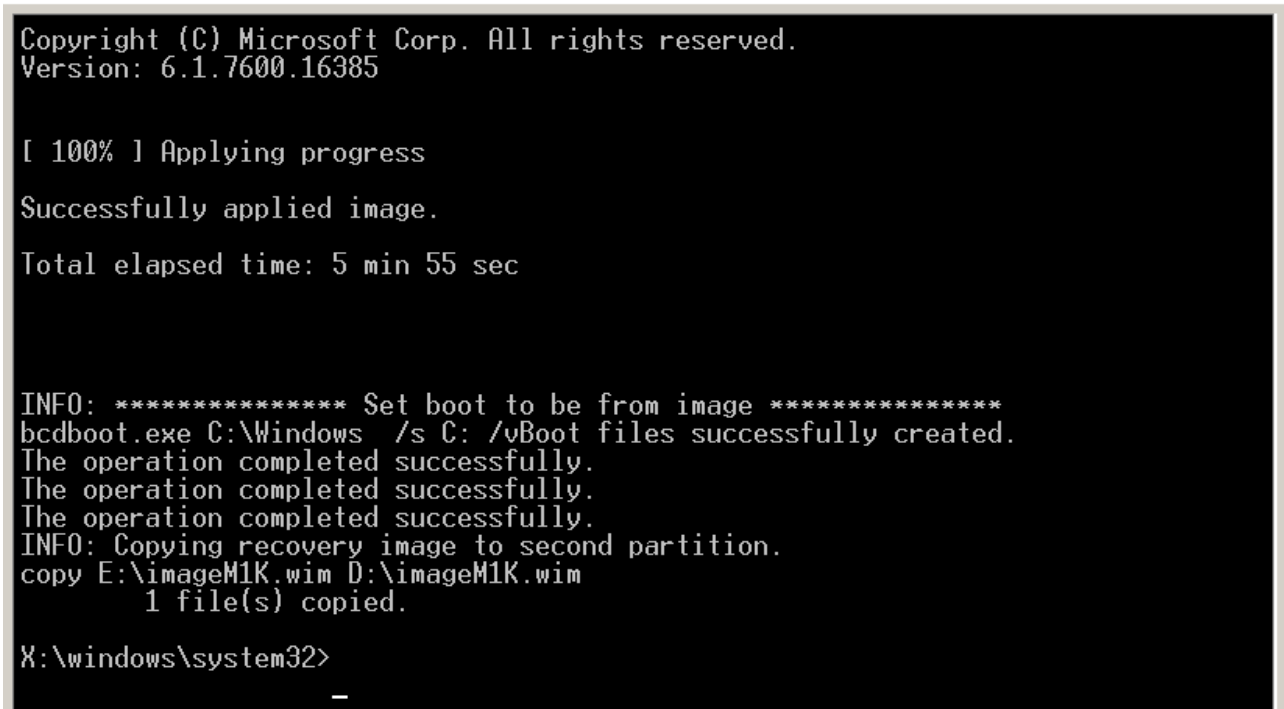 Copyright (C) Microsoft Corp. All rights reserved.
Version: 6.1.7600.16385
[ 100% ] Applying progress
Successfully applied image.
Total elapsed time: 5 min 55 sec
INFO: *************** Set boot to be from image ***************
bcdboot.exe C:\Windows  /s C: /vBoot files successfully created.
The operation completed successfully.
The operation completed successfully.
The operation completed successfully.
INFO: Copying recovery image to second partition.
copy E:\imageM1K.wim D:\imageM1K.wim
        1 file(s) copied.
X:\windows\system32>